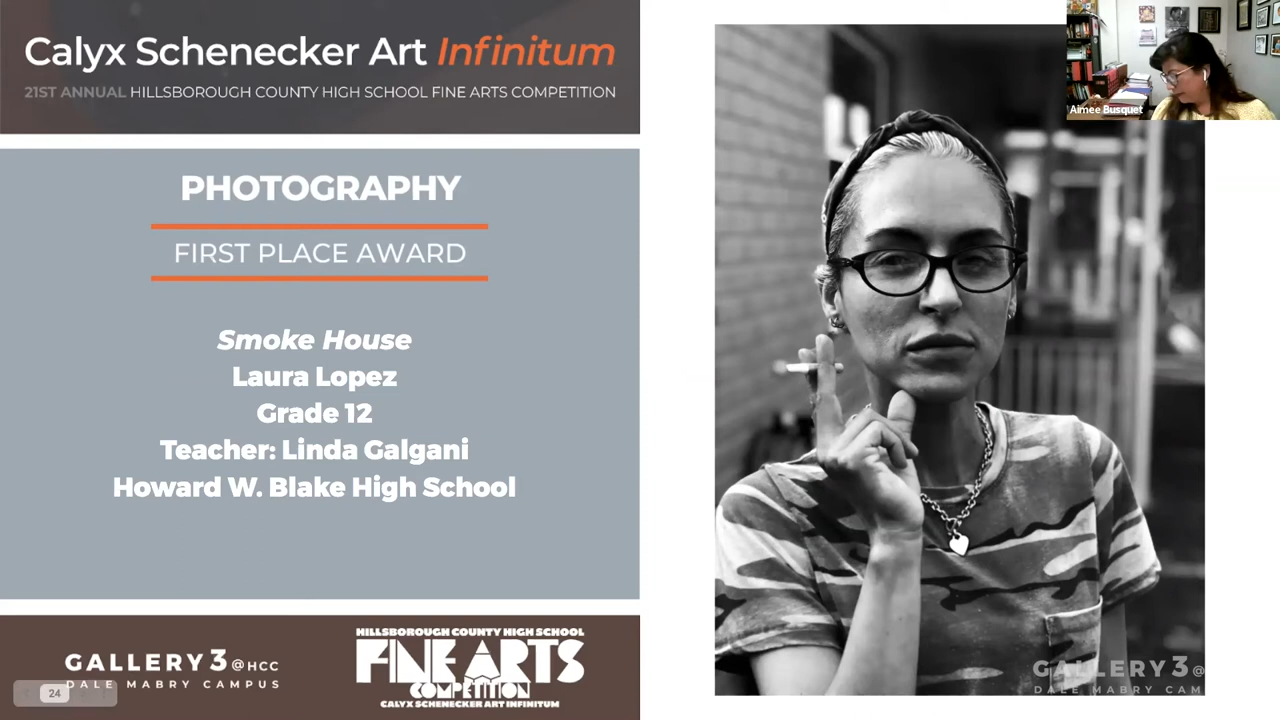 Calyx Schenecker Art Infinitum
21ST ANNUAL HILLSBOROUGH COUNTY HIGH SCHOOL FINE ARTS COMPETITION
PHOTOGRAPHY
FIRST PLACE AWARD
Smoke House
Laura Lopez
Grade 12
Teacher: Linda Galgani
Howard W. Blake High School
GALLERY3@HCC
DALE MABRY CAMPUS
24
HILLSBOROUGH COUNTY HIGH SCHOOL
FINE ARTS
COMPETITION
CALYX SCHENECKER ART INFINITUM
Aimee Busquet
GALLERY3@
DALE MABRY CAM